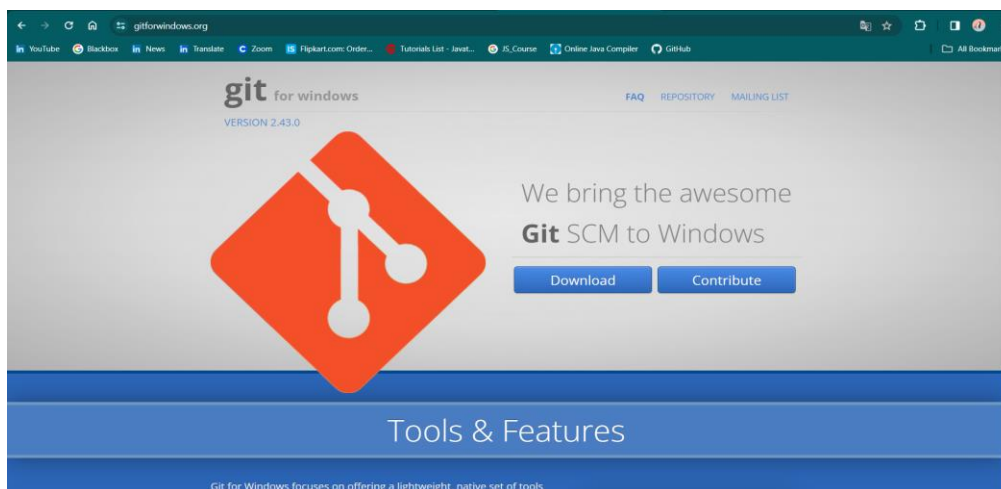 gitforwindows.org
YouTube Blackbox News Translate Zoom Flipkart.com: Order... Tutorials List - Javat... JS_Course Online Java Compiler GitHub All Bookmar
git for windows FAQ REPOSITORY MAILING LIST
VERSION 2.43.0
We bring the awesome
Git SCM to Windows
Download Contribute
Tools & Features
Git for Windows focuses on offering a lightweight, native set of tools